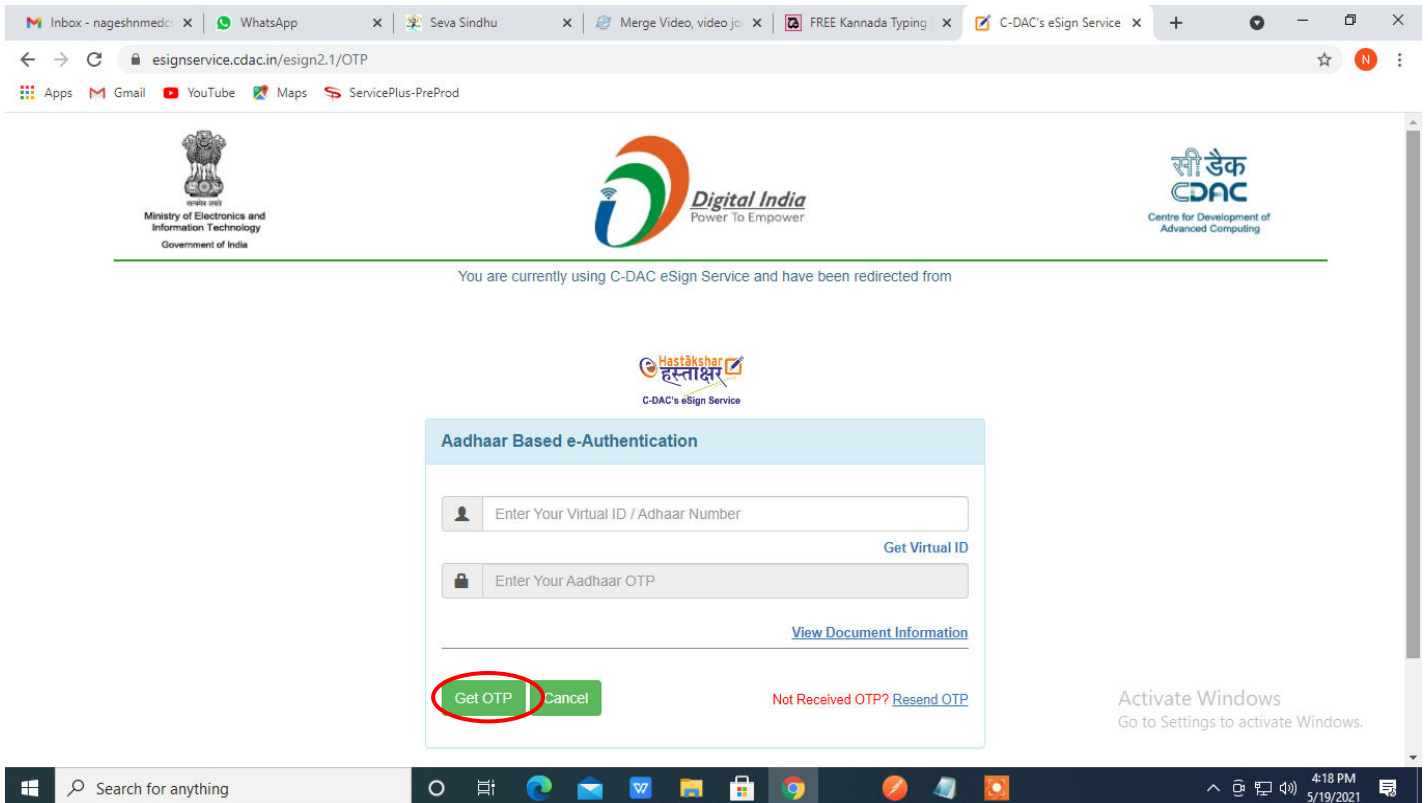 Inbox - nageshnmedc
WhatsApp
Seva Sindhu
Merge Video, video jo
FREE Kannada Typing
C-DAC's eSign Service
esignservice.cdac.in/esign2.1/OTP
N
Apps
Gmail
YouTube
Maps
ServicePlus-PreProd
सत्यमेव जयते
Ministry of Electronics and
Information Technology
Government of India
Digital India
Power To Empower
सी डैक
CDAC
Centre for Development of
Advanced Computing
You are currently using C-DAC eSign Service and have been redirected from
e Hastākshar
हस्ताक्षर
C-DAC's eSign Service
Aadhaar Based e-Authentication
Enter Your Virtual ID / Adhaar Number
Get Virtual ID
Enter Your Aadhaar OTP
View Document Information
Get OTP
Cancel
Not Received OTP? Resend OTP
Activate Windows
Go to Settings to activate Windows.
Search for anything
4:18 PM
5/19/2021